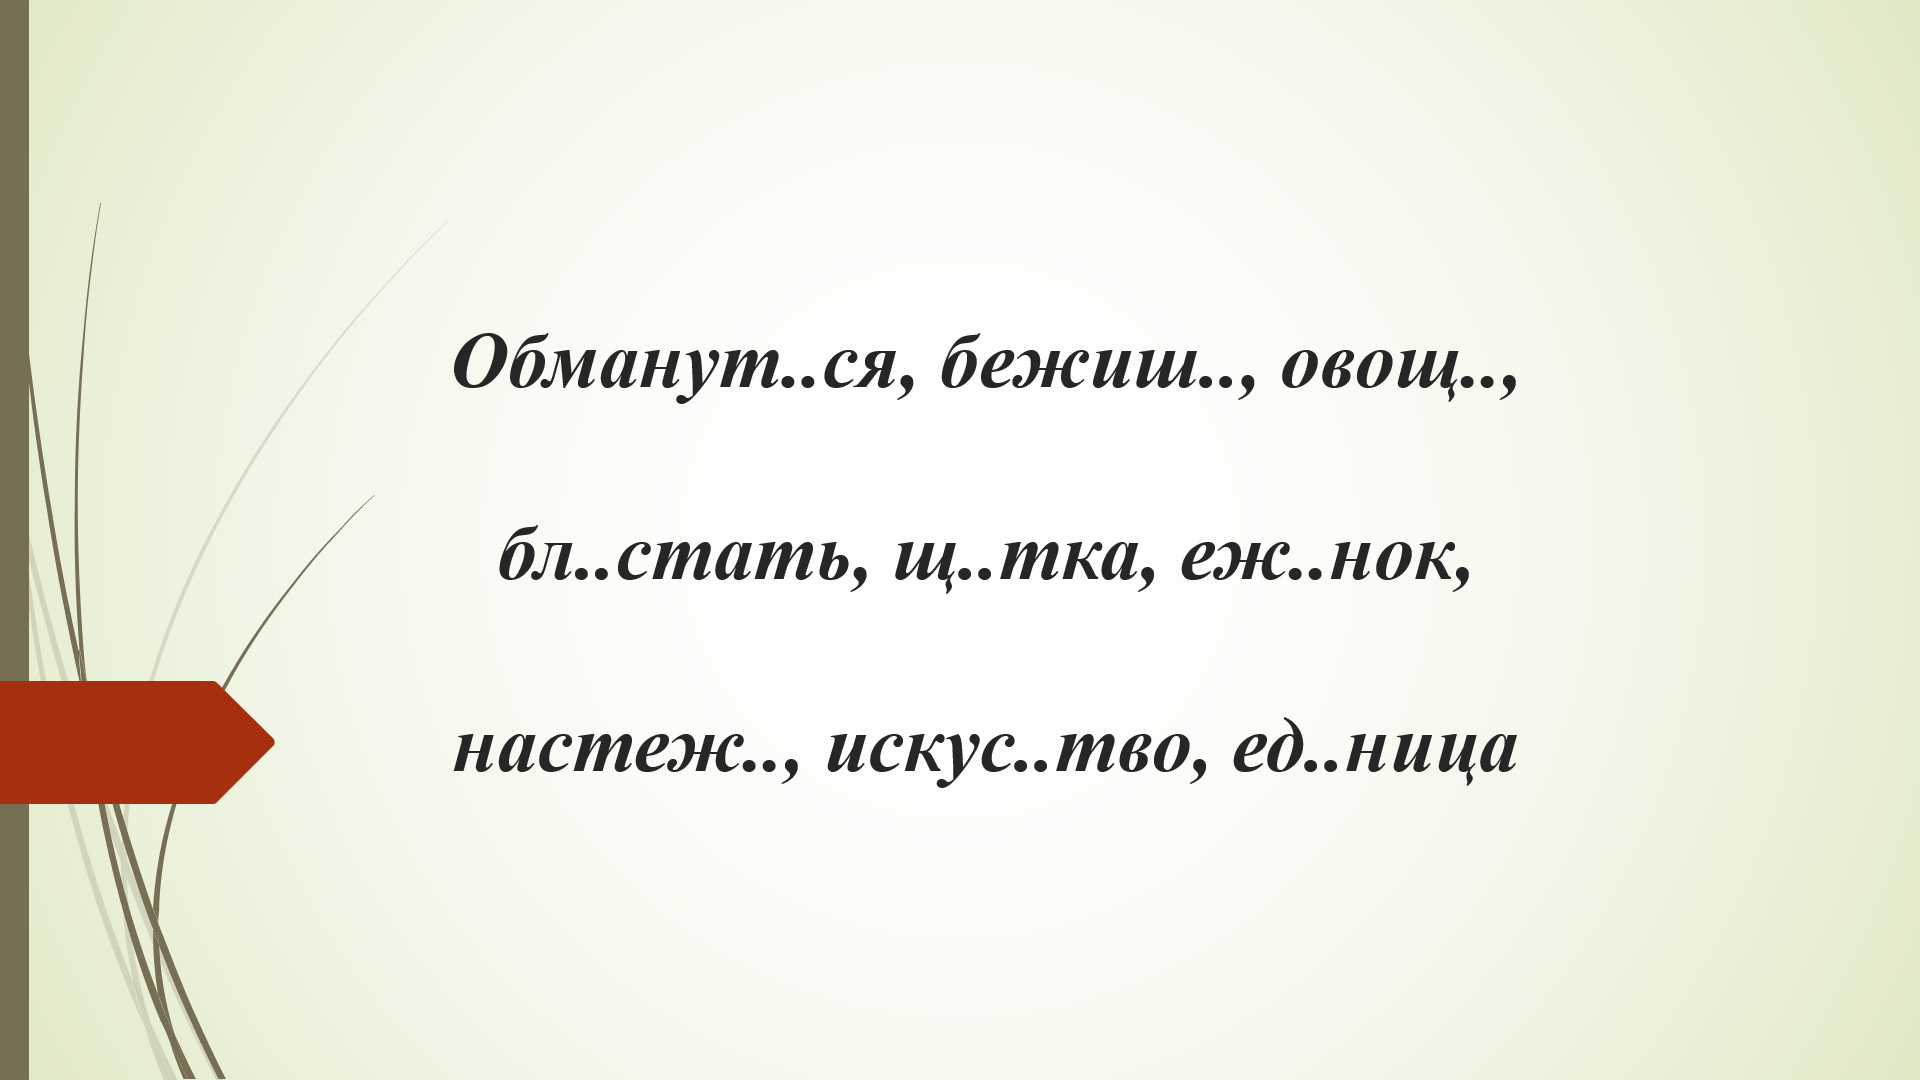 Обманут..ся, бежиш.., овощ..,
бл..стать, щ..тка, еж..нок,
настеж.., искус..тво, ед..ница